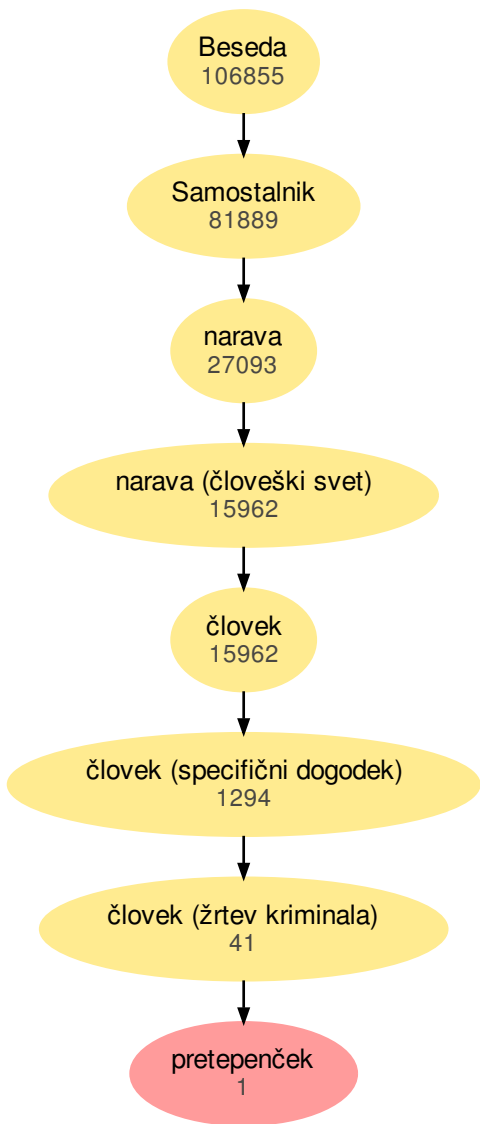 Beseda
106855
Samostalnik
81889
narava
27093
narava (človeški svet)
15962
človek
15962
človek (specifični dogodek)
1294
človek (žrtev kriminala)
41
pretepenček
1